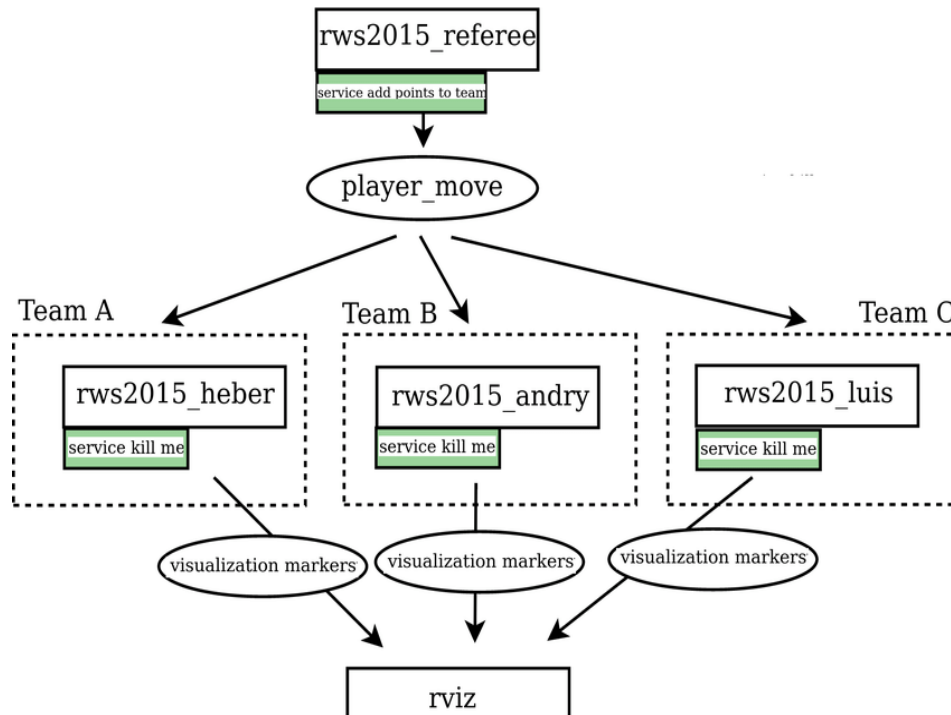 rws2015_referee
service add points to team
player_move
Team A
Team B
Team C
rws2015_heber
rws2015_andry
rws2015_luis
service kill me
service kill me
service kill me
visualization markers
visualization markers
visualization markers
rviz